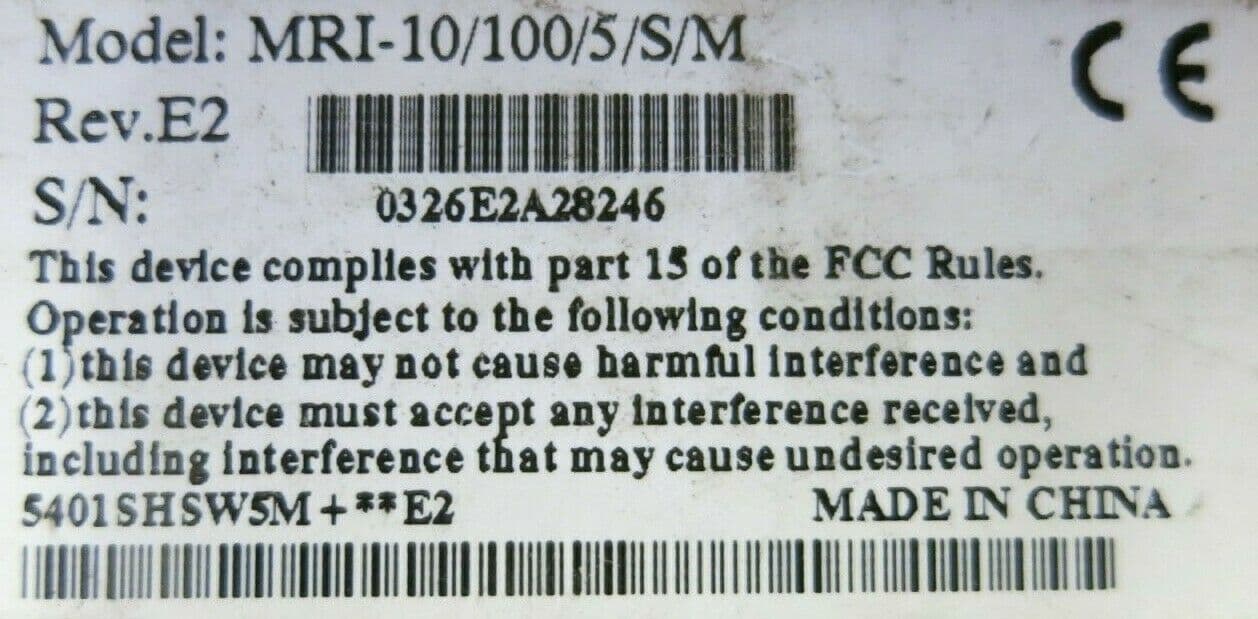 Model: MRI-10/100/5/S/M
CE
Rev.E2
S/N:
0326E2A28246
This device complies with part 15 of the FCC Rules.
Operation is subject to the following conditions:
(1)this device may not cause harmful interference and
(2)this device must accept any interference received,
including interference that may cause undesired operation.
5401SHSW5M+**E2 MADE IN CHINA